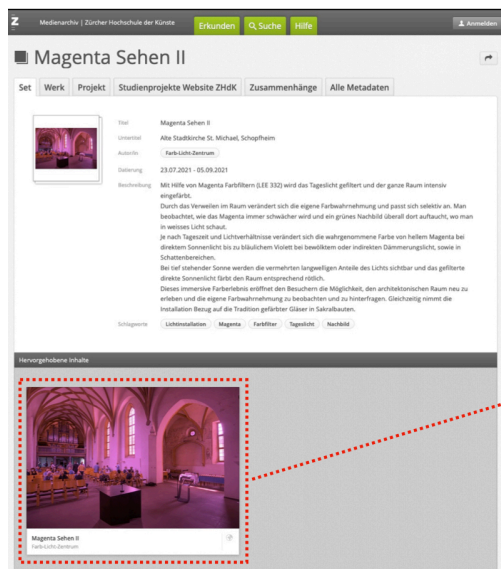 Z
Medienarchiv | Zürcher Hochschule der Künste
Erkunden
Suche
Hilfe
Anmelden
Magenta Sehen II
Set
Werk
Projekt
Studienprojekte Website ZHdK
Zusammenhänge
Alle Metadaten
Titel
Magenta Sehen II
Untertitel
Alte Stadtkirche St. Michael, Schopfheim
Autor/in
Farb-Licht-Zentrum
Datierung
23.07.2021 - 05.09.2021
Beschreibung
Mit Hilfe von Magenta Farbfiltern (LEE 332) wird das Tageslicht gefiltert und der ganze Raum intensiv
eingefärbt.
Durch das Verweilen im Raum verändert sich die eigene Farbwahrnehmung und passt sich selektiv an. Man
beobachtet, wie das Magenta immer schwächer wird und ein grünes Nachbild überall dort auftaucht, wo man
in weisses Licht schaut.
Je nach Tageszeit und Lichtverhältnisse verändert sich die wahrgenommene Farbe von hellem Magenta bei
direktem Sonnenlicht bis zu bläulichem Violett bei bewölktem oder indirekten Dämmerungslicht, sowie in
Schattenbereichen.
Bei tief stehender Sonne werden die vermehrten langwelligen Anteile des Lichts sichtbar und das gefilterte
direkte Sonnenlicht färbt den Raum entsprechend rötlich.
Dieses immersive Farberlebnis eröffnet den Besuchern die Möglichkeit, den architektonischen Raum neu zu
erleben und die eigene Farbwahrnehmung zu beobachten und zu hinterfragen. Gleichzeitig nimmt die
Installation Bezug auf die Tradition gefärbter Gläser in Sakralbauten.
Schlagworte
Lichtinstallation
Magenta
Farbfilter
Tageslicht
Nachbild
Hervorgehobene Inhalte
Magenta Sehen II
Farb-Licht-Zentrum